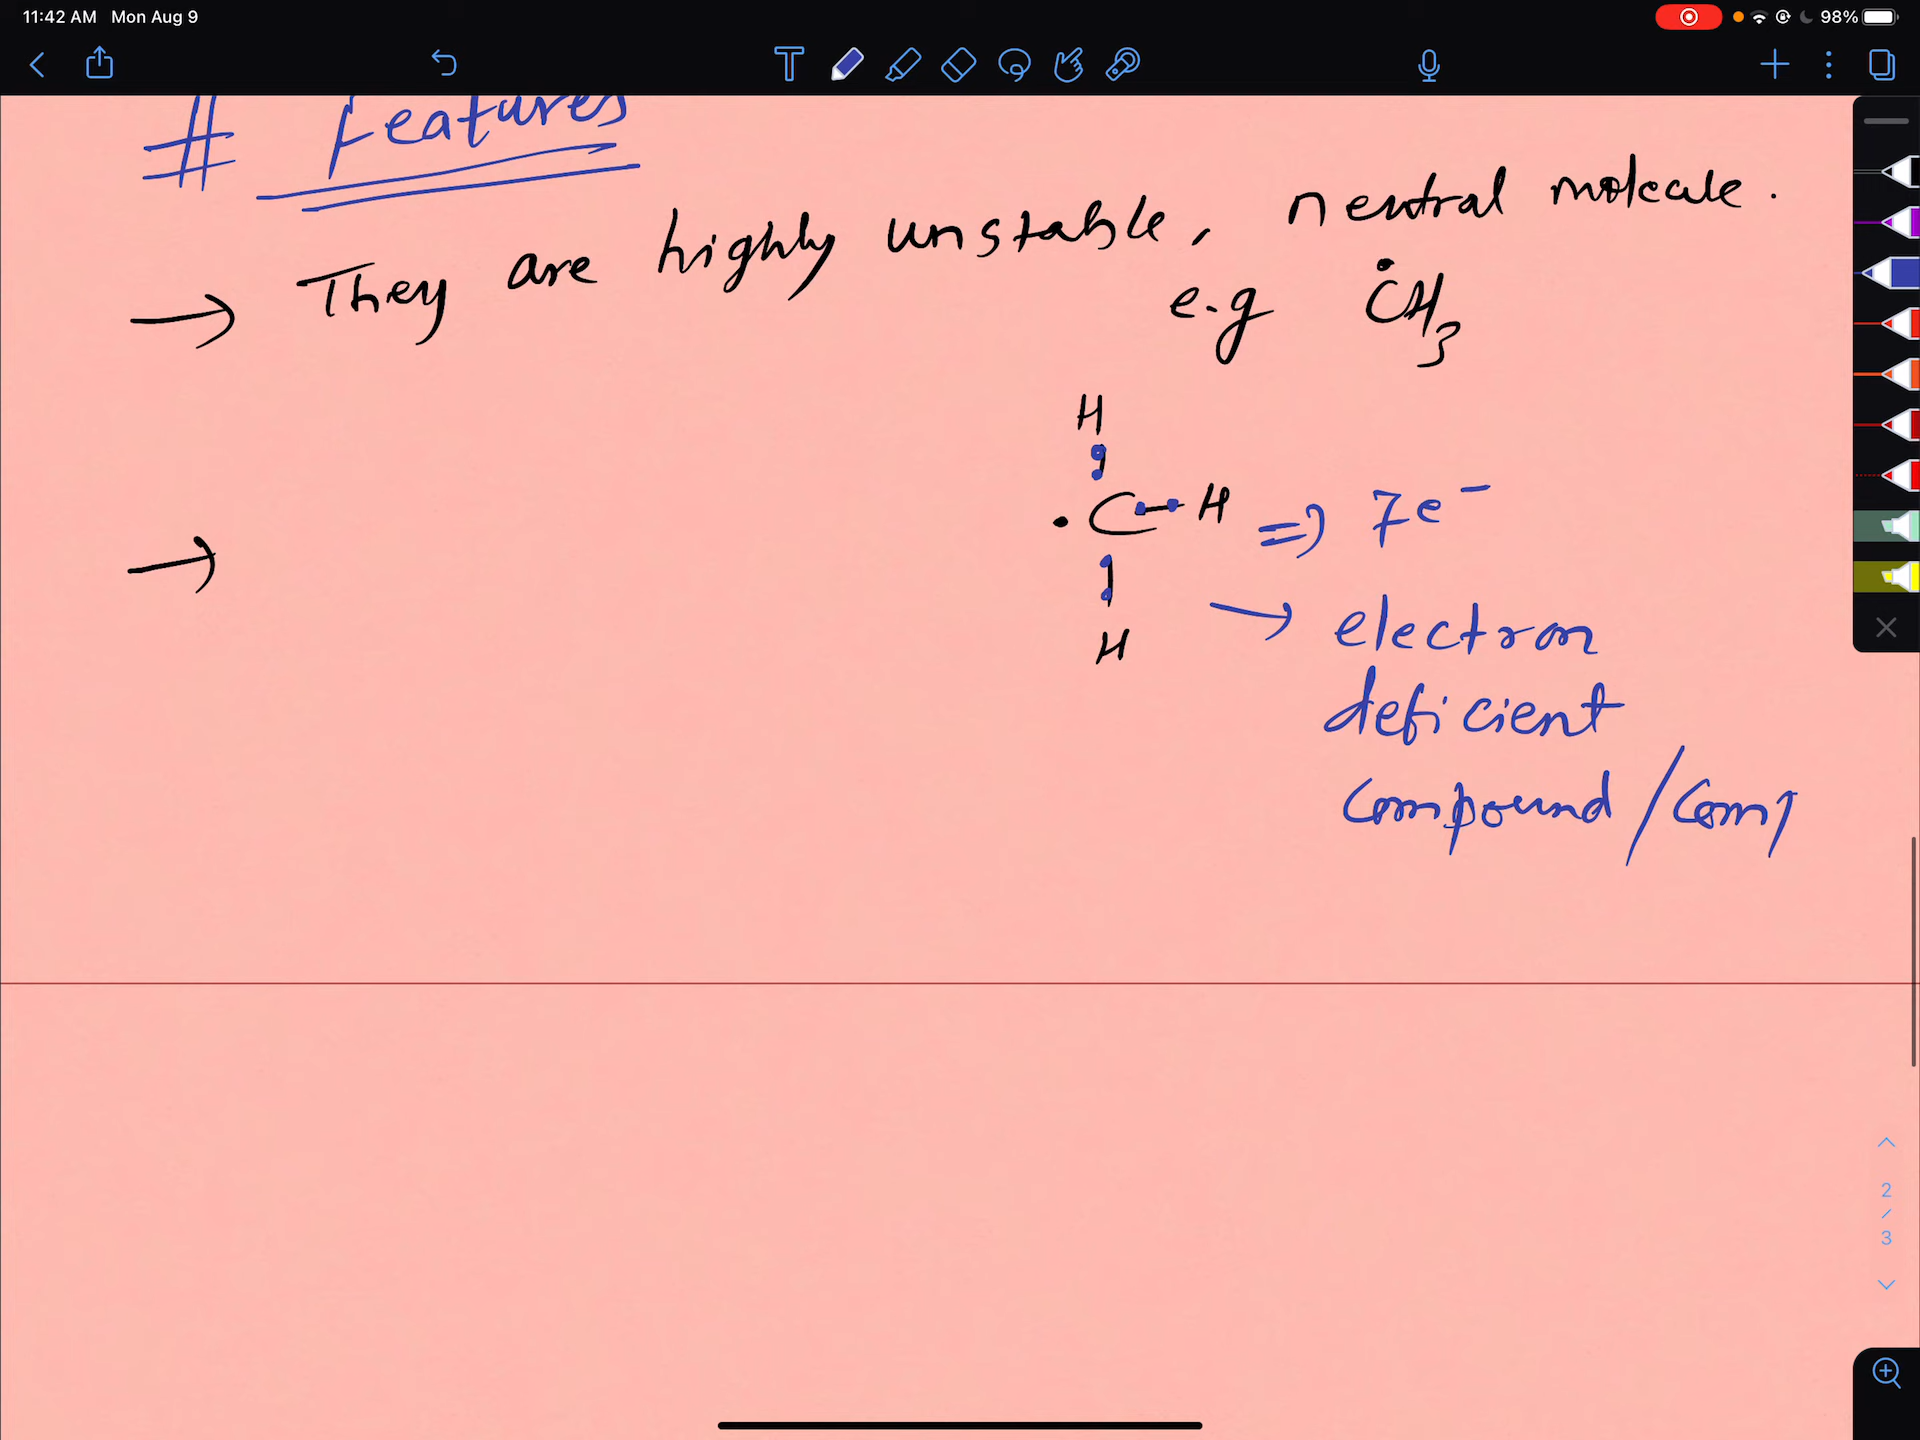 11:42 AM Mon Aug 9 98%
# Features
→ They are highly unstable, neutral molecule.
e.g ĊH₃
H
·C-H ⇒ 7e⁻
H
→
→ electron
deficient
compound/comp
2
/
3